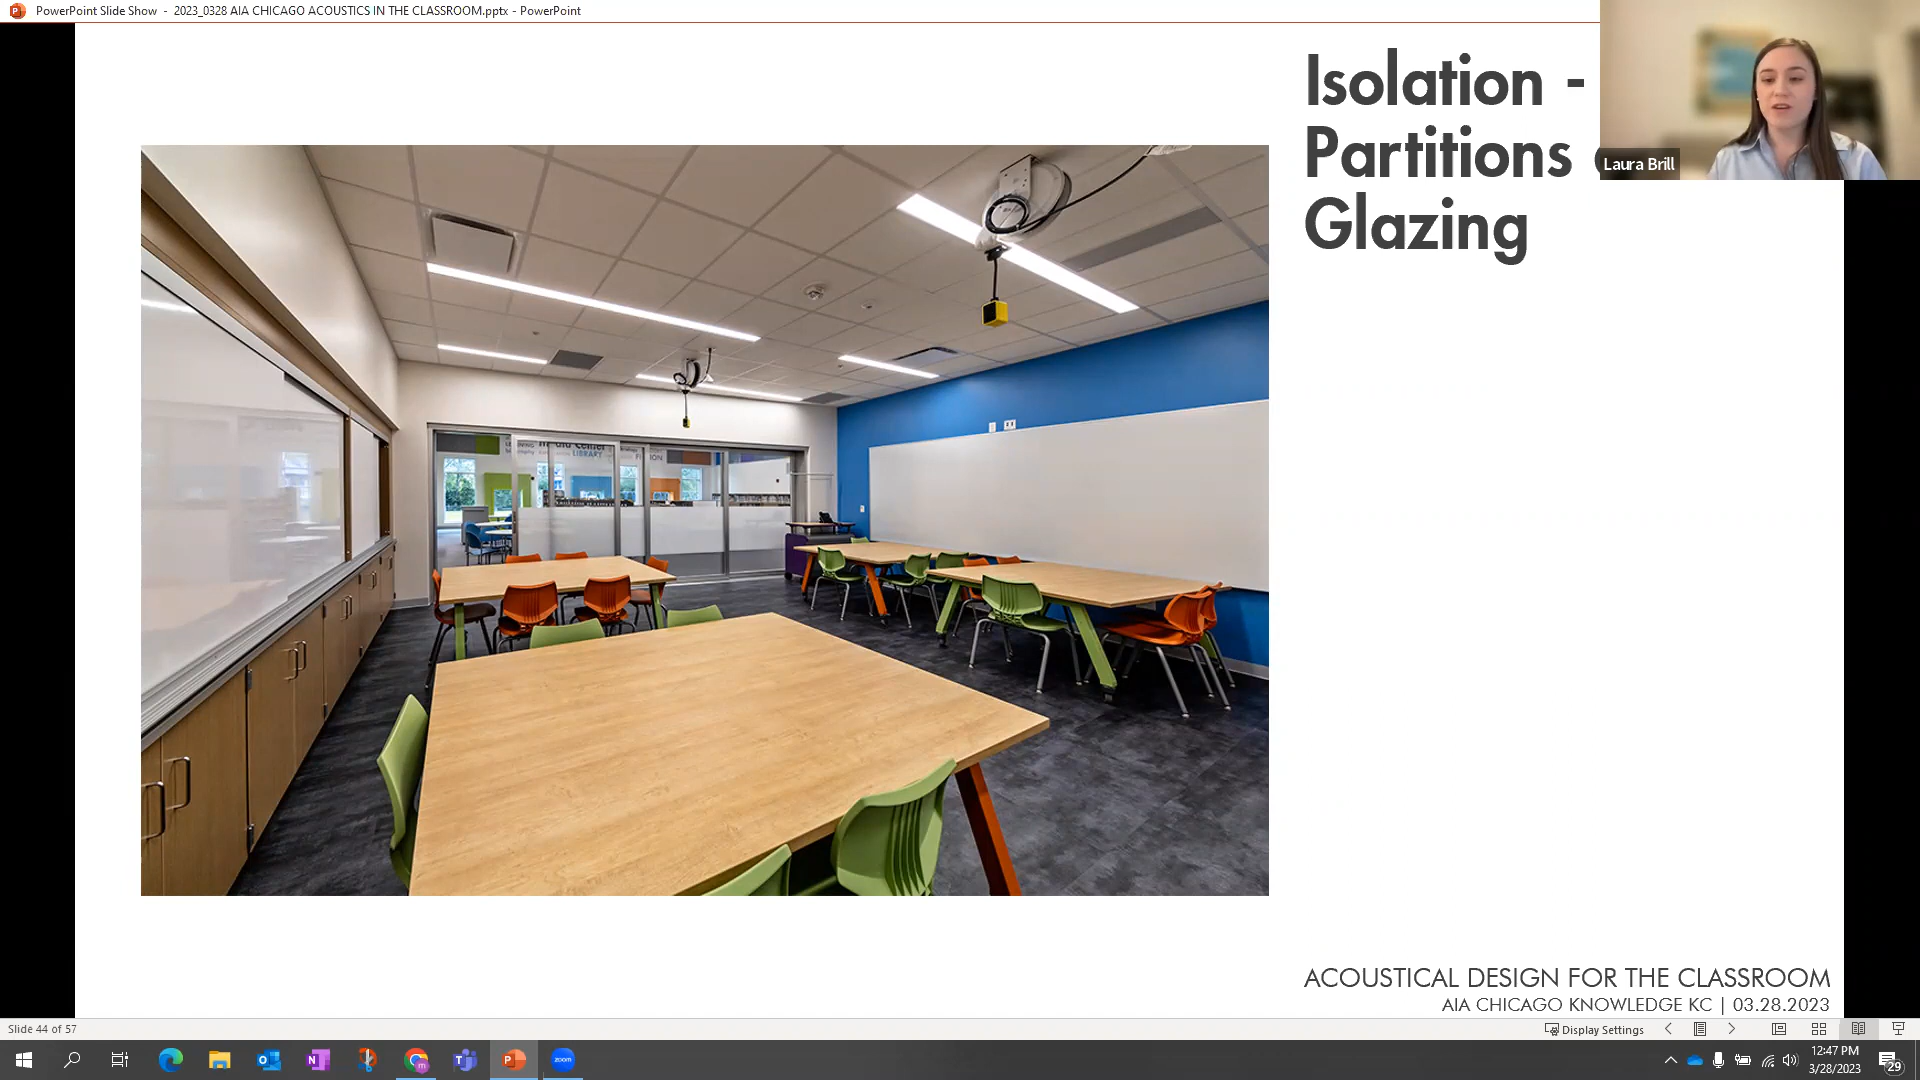 PowerPoint Slide Show - 2023_0328 AIA CHICAGO ACOUSTICS IN THE CLASSROOM.pptx - PowerPoint
Isolation -
Partitions
Glazing
Laura Brill
LIBRARY
ACOUSTICAL DESIGN FOR THE CLASSROOM
AIA CHICAGO KNOWLEDGE KC | 03.28.2023
Slide 44 of 57
Display Settings
zoom
12:47 PM
3/28/2023
29